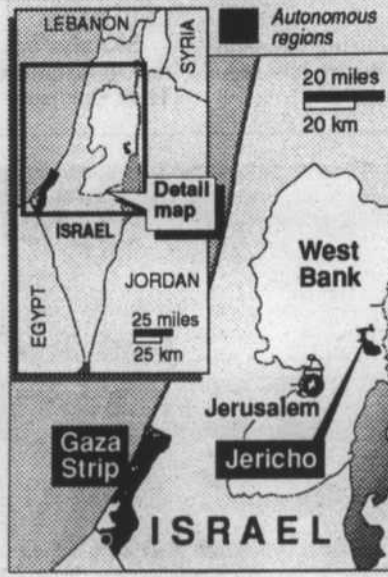 LEBANON
SYRIA
Autonomous
regions
20 miles
20 km
Detail
map
ISRAEL
JORDAN
EGYPT
25 miles
25 km
West
Bank
Jerusalem
Gaza
Strip
Jericho
ISRAEL